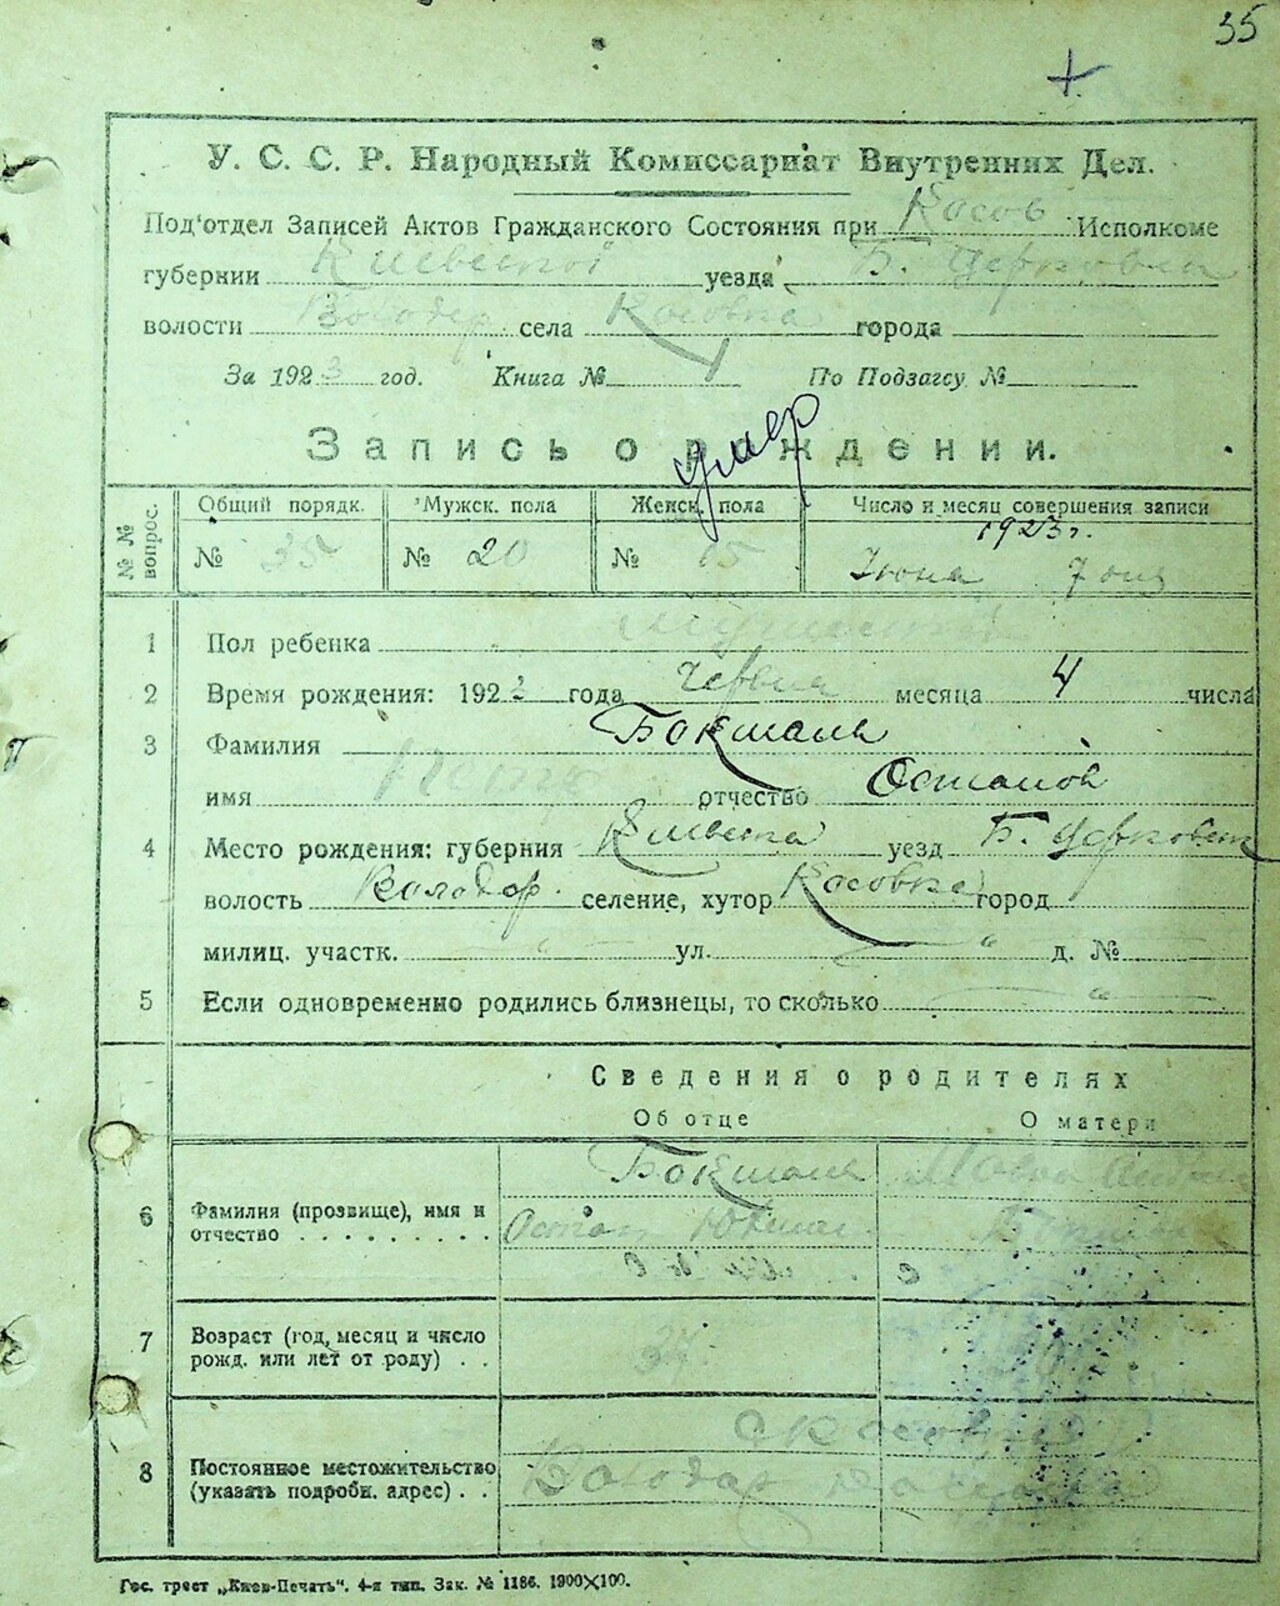 35
У. С. С. Р. Народный Комиссариат Внутренних Дел.
Под'отдел Записей Актов Гражданского Состояния при Косов Исполкоме
губернии Киевской уезда Б. Церковск
волости Володар села Косовка города
За 1923 год. Книга № По Подзагсу №
Запись о рождении.
умер
№ № вопрос. Общий порядк. Мужск. пола Женск. пола Число и месяц совершения записи
1923 г.
№ 35 № 20 № 15 Июня 7 дня
1 Пол ребенка
2 Время рождения: 1923 года Червня месяца 4 числа
3 Фамилия Бокшань
имя отчество Остапов
4 Место рождения: губерния Киевска уезд Б. Церковск
волость Володар. селение, хутор Косовка город
милиц. участк. " ул. " д. №
5 Если одновременно родились близнецы, то сколько "
Сведения о родителях
Об отце О матери
6 Фамилия (прозвище), имя и отчество . . . . . . . . . Бокшань
Остап
7 Возраст (год, месяц и число рожд. или лет от роду) . . 34
8 Постоянное местожительство (указать подробн. адрес) . . с Косовка
Володар
Гос. трест „Киев-Печать". 4-я тип. Зак. № 1186. 1900×100.